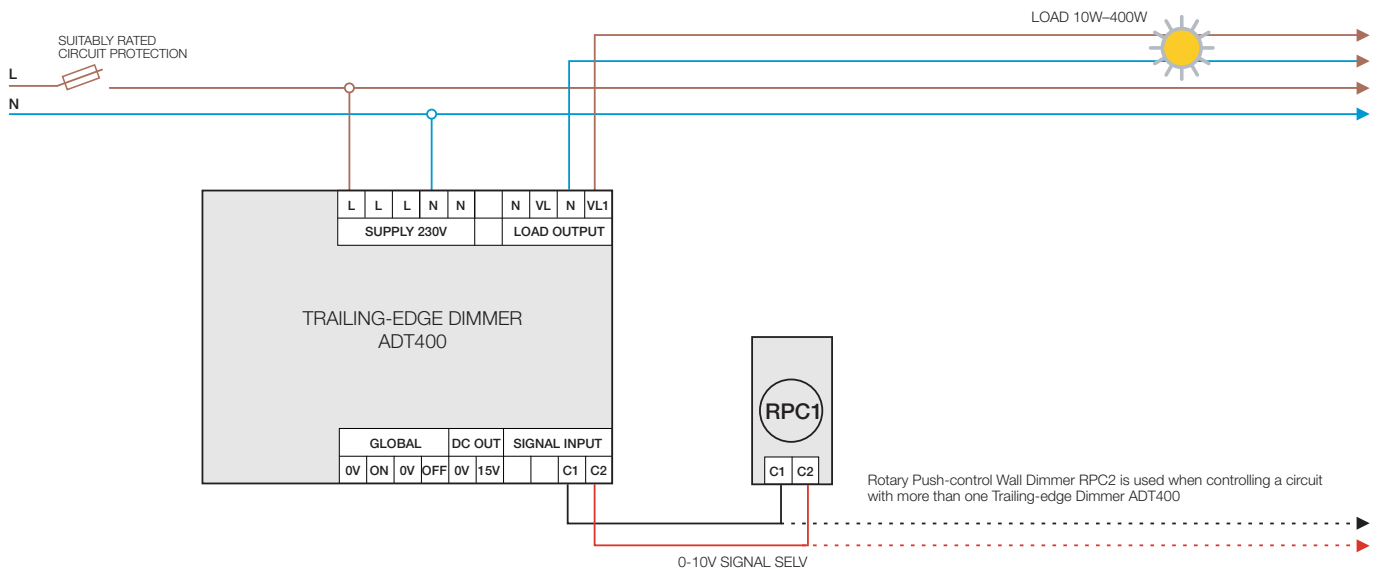 LOAD 10W–400W
SUITABLY RATED
CIRCUIT PROTECTION
L
N
L L L N N N VL N VL1
SUPPLY 230V LOAD OUTPUT
TRAILING-EDGE DIMMER
ADT400
RPC1
GLOBAL DC OUT SIGNAL INPUT
0V ON 0V OFF 0V 15V C1 C2
C1 C2
Rotary Push-control Wall Dimmer RPC2 is used when controlling a circuit
with more than one Trailing-edge Dimmer ADT400
0-10V SIGNAL SELV